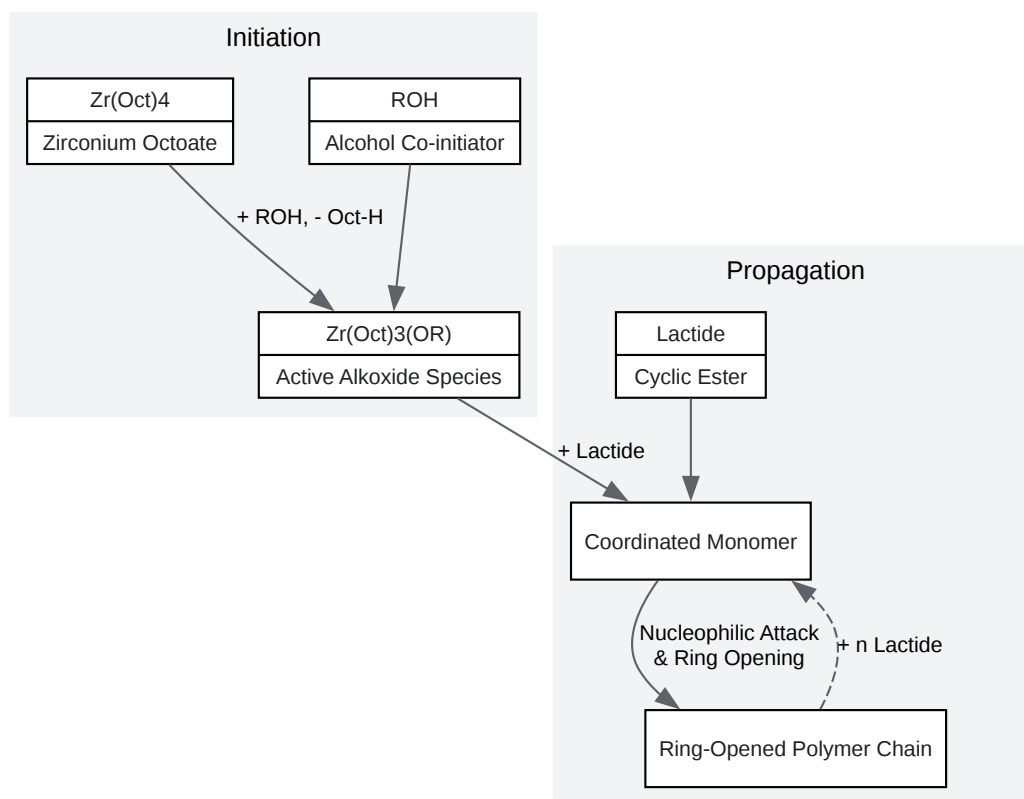 Initiation
Zr(Oct)4
Zirconium Octoate
ROH
Alcohol Co-initiator
+ ROH, - Oct-H
Zr(Oct)3(OR)
Active Alkoxide Species
Propagation
Lactide
Cyclic Ester
+ Lactide
Coordinated Monomer
Nucleophilic Attack
& Ring Opening
+ n Lactide
Ring-Opened Polymer Chain